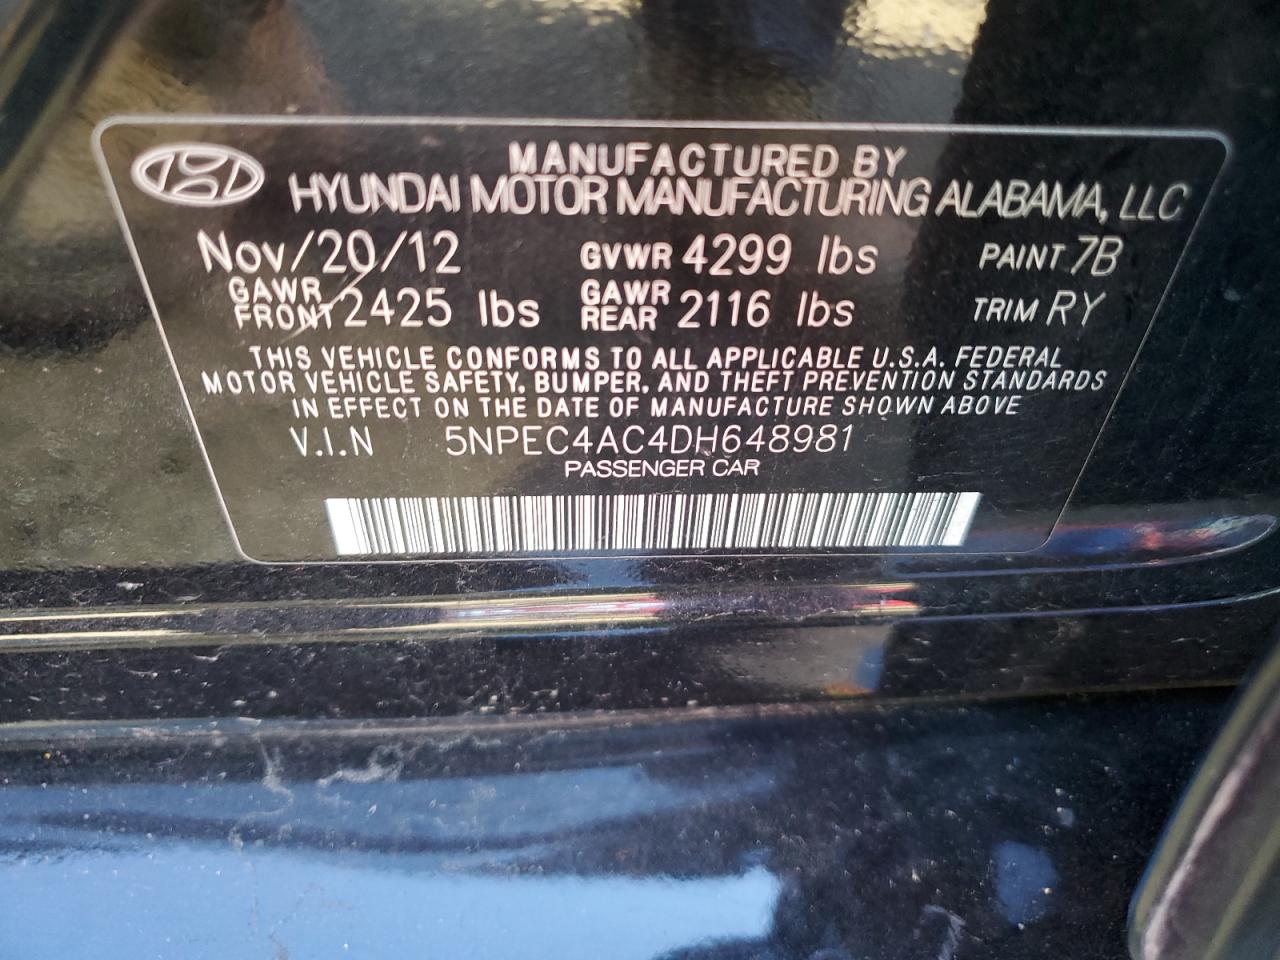 MANUFACTURED BY
HYUNDAI MOTOR MANUFACTURING ALABAMA, LLC
Nov/20/12 GVWR 4299 lbs PAINT 7B
GAWR FRONT 2425 lbs GAWR REAR 2116 lbs TRIM RY
THIS VEHICLE CONFORMS TO ALL APPLICABLE U.S.A. FEDERAL
MOTOR VEHICLE SAFETY, BUMPER, AND THEFT PREVENTION STANDARDS
IN EFFECT ON THE DATE OF MANUFACTURE SHOWN ABOVE
V.I.N 5NPEC4AC4DH648981
PASSENGER CAR